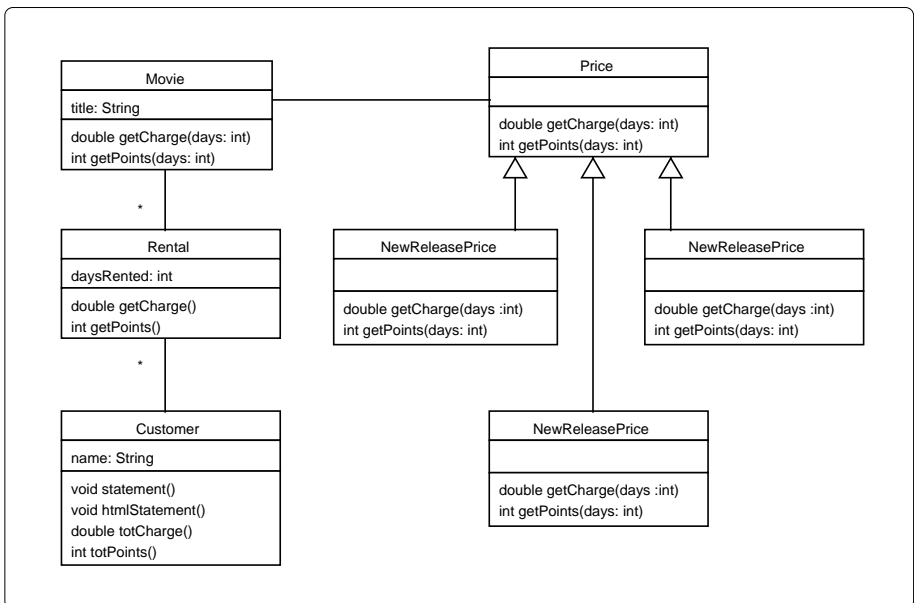 Movie
title: String
double getCharge(days: int)
int getPoints(days: int)
Price
double getCharge(days: int)
int getPoints(days: int)
*
Rental
daysRented: int
double getCharge()
int getPoints()
NewReleasePrice
double getCharge(days :int)
int getPoints(days: int)
NewReleasePrice
double getCharge(days :int)
int getPoints(days: int)
*
Customer
name: String
void statement()
void htmlStatement()
double totCharge()
int totPoints()
NewReleasePrice
double getCharge(days :int)
int getPoints(days: int)